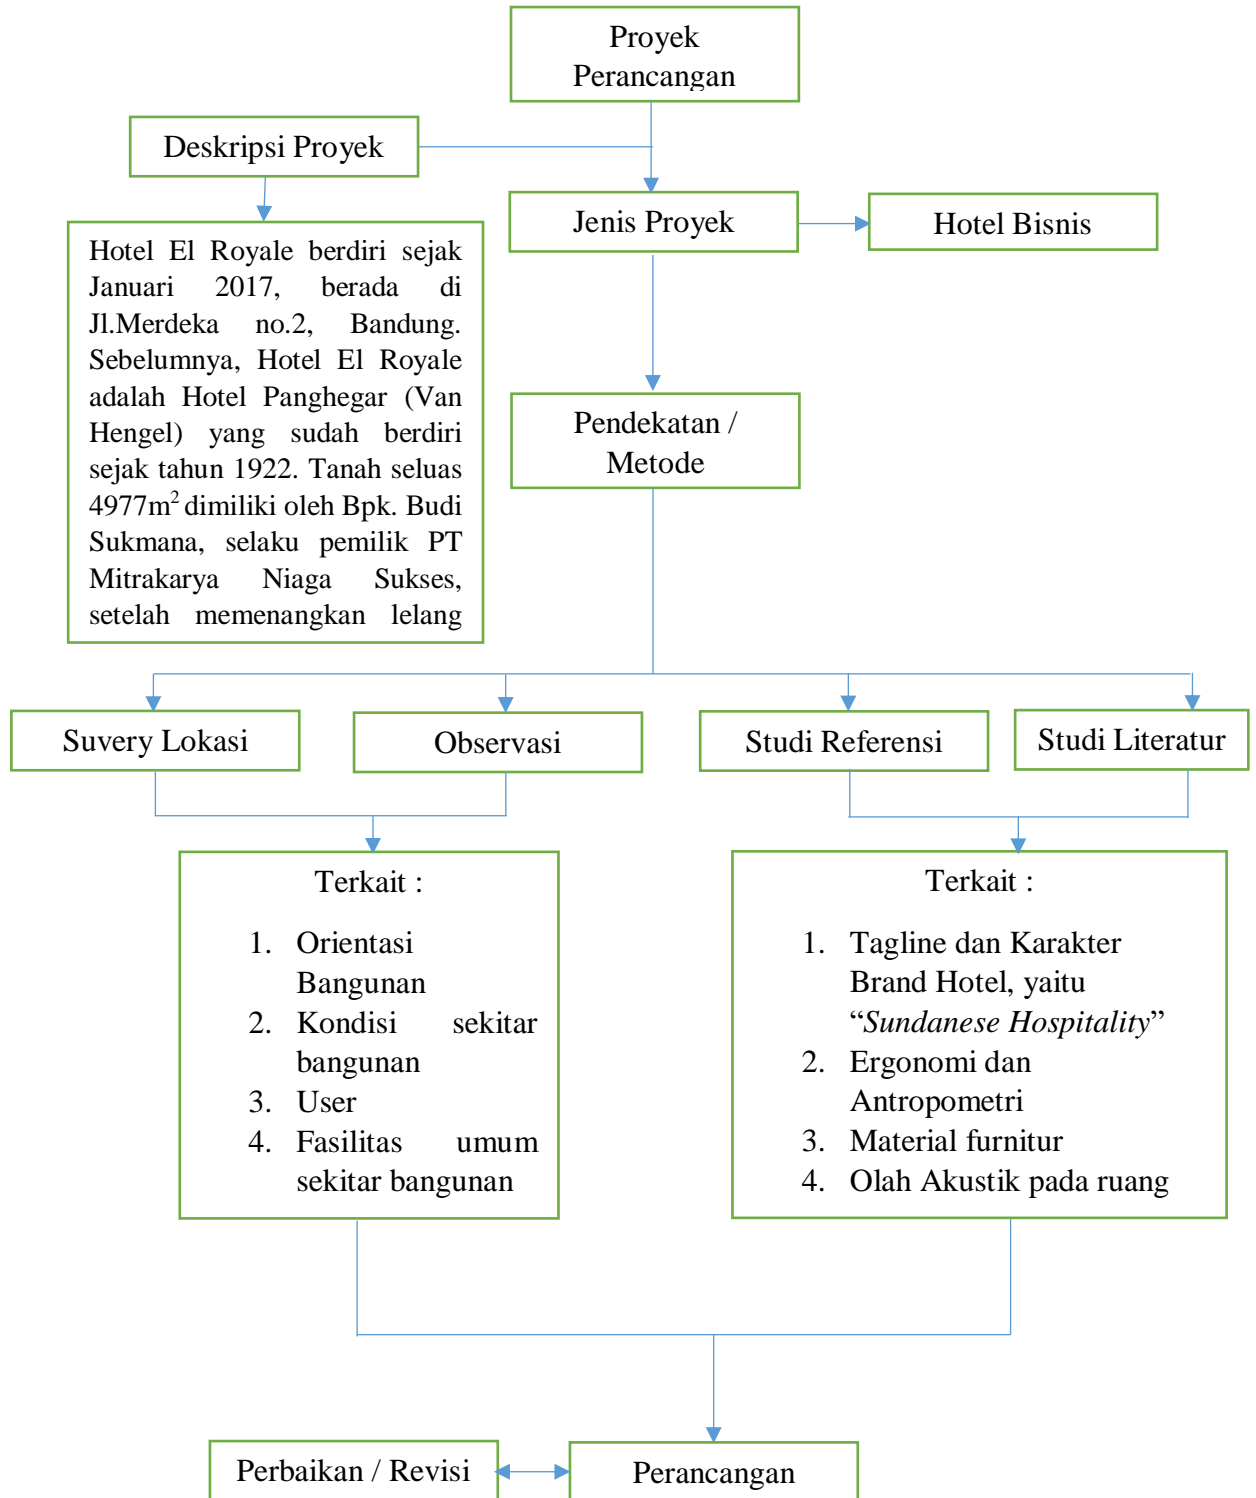 Proyek
Perancangan
Deskripsi Proyek
Jenis Proyek
Hotel Bisnis
Hotel El Royale berdiri sejak
Januari 2017, berada di
Jl.Merdeka no.2, Bandung.
Sebelumnya, Hotel El Royale
adalah Hotel Panghegar (Van
Hengel) yang sudah berdiri
sejak tahun 1922. Tanah seluas
4977m² dimiliki oleh Bpk. Budi
Sukmana, selaku pemilik PT
Mitrakarya Niaga Sukses,
setelah memenangkan lelang
Pendekatan /
Metode
Suvery Lokasi
Observasi
Studi Referensi
Studi Literatur
Terkait :
1. Orientasi
Bangunan
2. Kondisi sekitar
bangunan
3. User
4. Fasilitas umum
sekitar bangunan
Terkait :
1. Tagline dan Karakter
Brand Hotel, yaitu
“Sundanese Hospitality”
2. Ergonomi dan
Antropometri
3. Material furnitur
4. Olah Akustik pada ruang
Perbaikan / Revisi
Perancangan